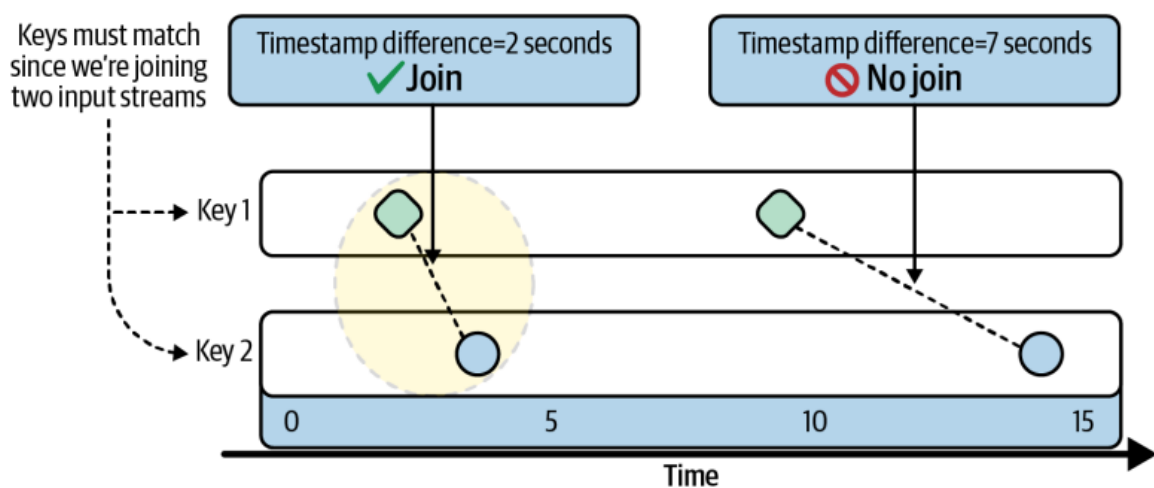 Keys must match
since we're joining
two input streams
Timestamp difference=2 seconds
Join
Timestamp difference=7 seconds
No join
Key 1
Key 2
0 5 10 15
Time